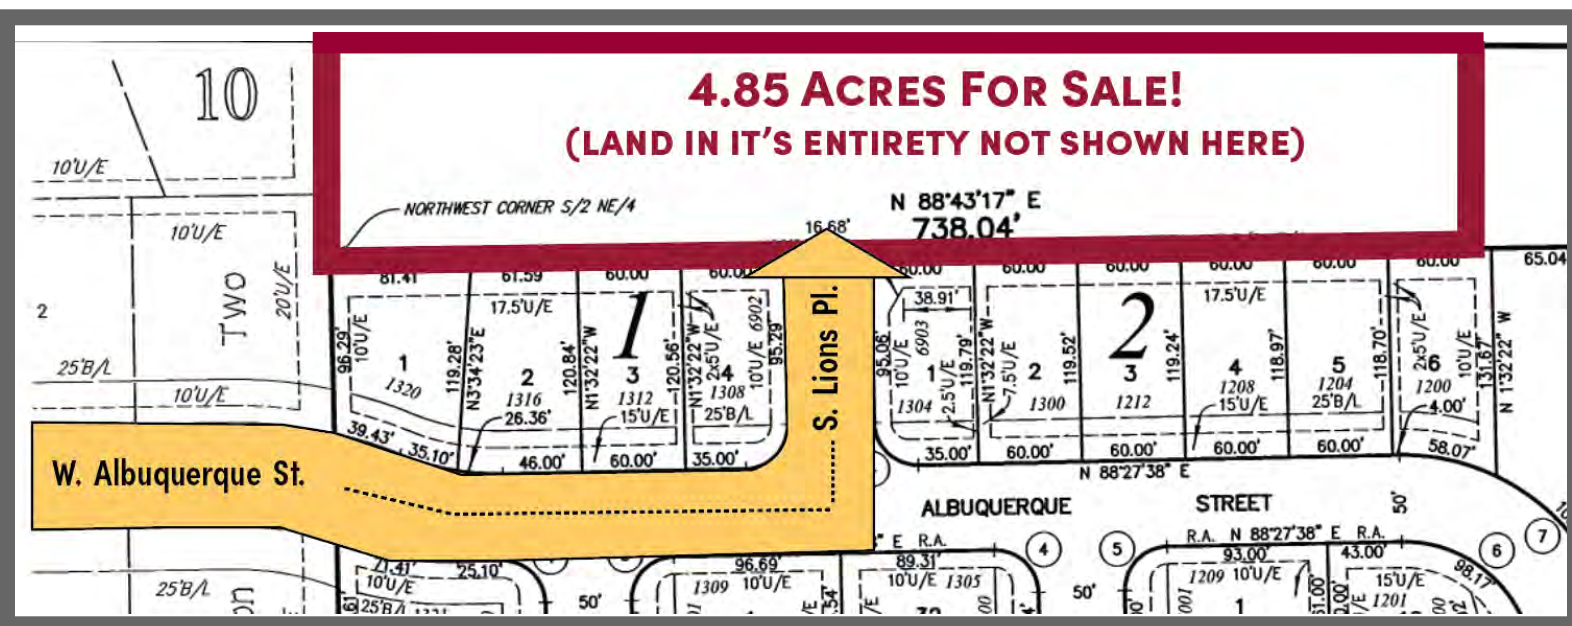 4.85 ACRES FOR SALE!
(LAND IN IT'S ENTIRETY NOT SHOWN HERE)
10
10'U/E
NORTHWEST CORNER S/2 NE/4
N 88°43'17" E
738.04'
16.68'
10'U/E
TWO
20'U/E
2
25'B/L
10'U/E
81.41
61.59
60.00
60.00
60.00
60.00
60.00
60.00
60.00
60.00
65.04
17.5'U/E
1
96.29'
10'U/E
1
1320
119.28'
N3°34'23"E
2
1316
26.36'
120.84'
N1°32'22"W
3
1312
15'U/E
120.56'
N1°32'22"W
2x5'U/E
4
1308
25'B/L
10'U/E
6902
95.29'
S. Lions Pl.
38.91'
95.06'
10'U/E
6903
1
1304
2.5'U/E
119.79'
N1°32'22"W
7.5'U/E
2
1300
119.52'
2
3
1212
119.24'
17.5'U/E
4
1208
15'U/E
118.97'
5
1204
25'B/L
118.70'
2x5'U/E
6
1200
4.00'
10'U/E
131.67'
N 1°32'22" W
39.43'
35.10'
46.00'
60.00'
35.00'
35.00'
60.00'
60.00'
60.00'
60.00'
58.07'
N 88°27'38" E
W. Albuquerque St.
ALBUQUERQUE STREET
50'
E R.A.
R.A. N 88°27'38" E R.A.
4
5
6
7
71.41'
25.10'
96.69'
89.31'
93.00'
43.00'
98.17'
10'U/E
25'B/L
1309 10'U/E
10'U/E 1305
1209 10'U/E
15'U/E
1201
25'B/L
50'
50'
1
1